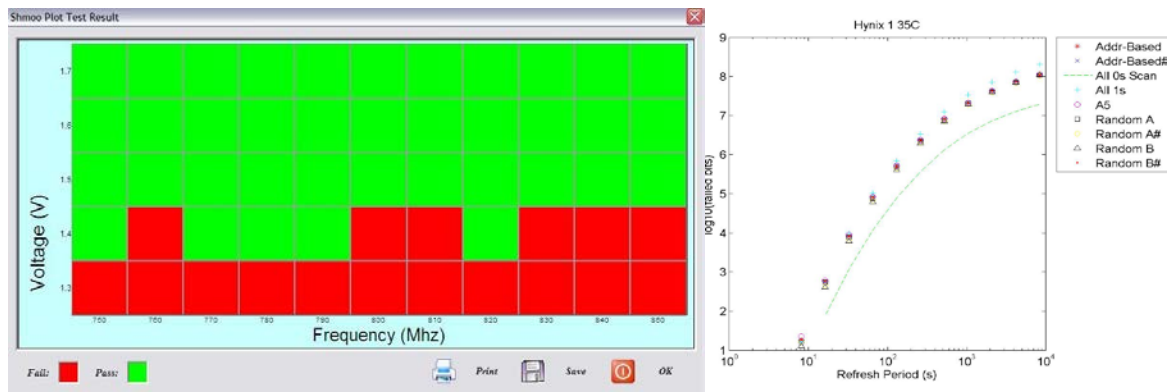 Shmoo Plot Test Result
Voltage (V)
1.7
1.6
1.5
1.4
1.3
750 760 770 780 790 800 810 820 830 840 850
Frequency (Mhz)
Fail: Pass: Print Save OK
Hynix 1 35C
log10(failed bits)
9
8
7
6
5
4
3
2
1
10^0 10^1 10^2 10^3 10^4
Refresh Period (s)
Addr-Based
Addr-Based#
All 0s Scan
All 1s
A5
Random A
Random A#
Random B
Random B#